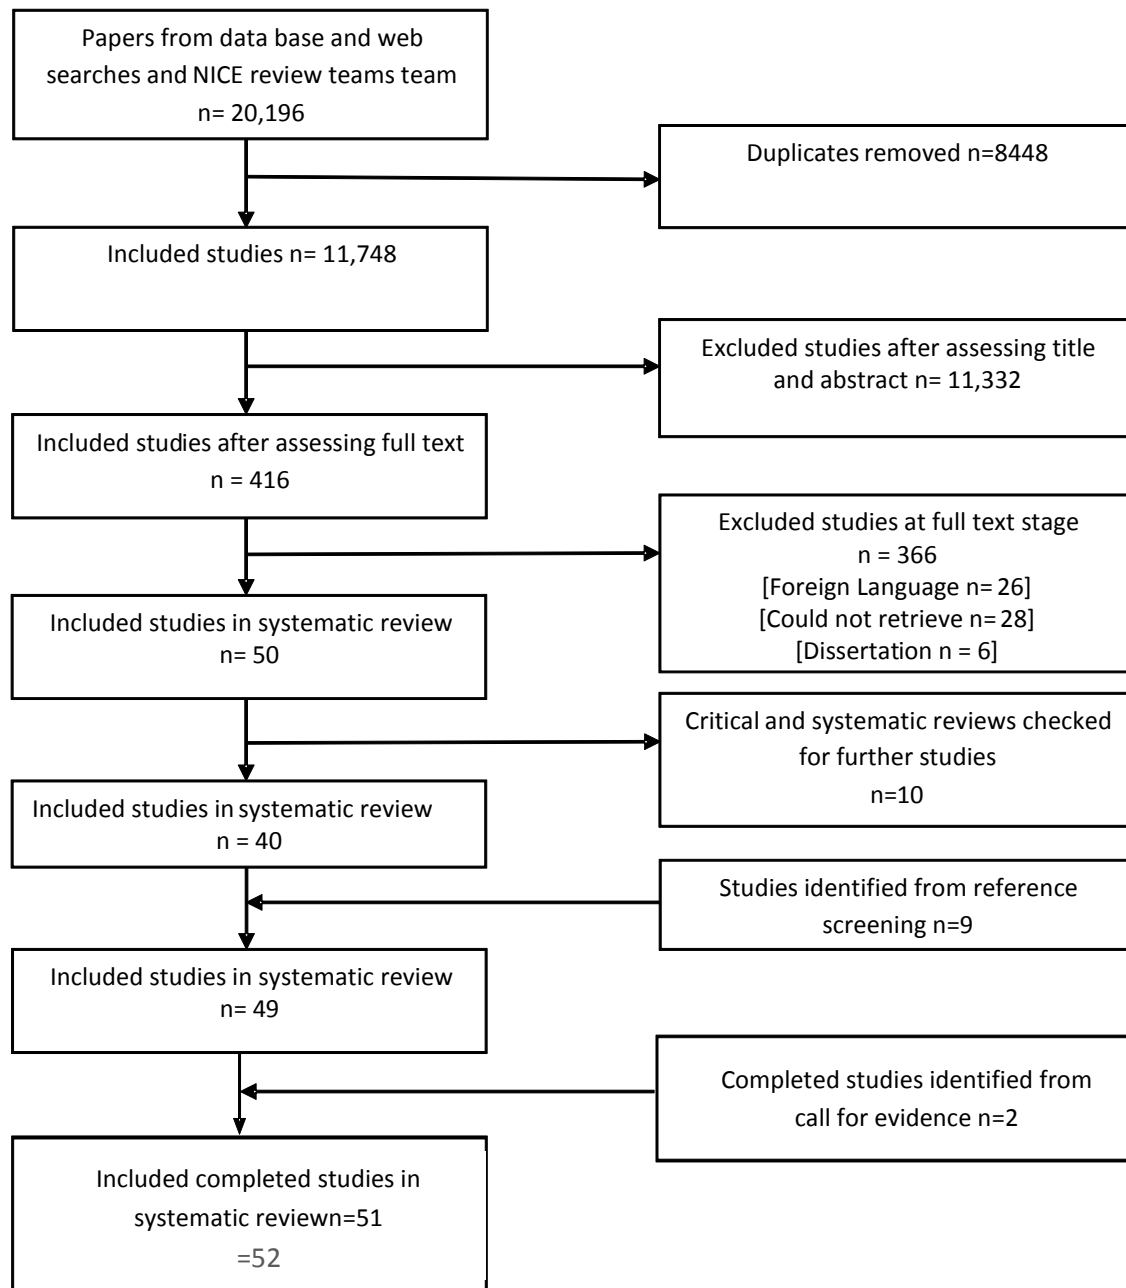 Papers from data base and web
searches and NICE review teams team
n= 20,196
Duplicates removed n=8448
Included studies n= 11,748
Excluded studies after assessing title
and abstract n= 11,332
Included studies after assessing full text
n = 416
Excluded studies at full text stage
n = 366
[Foreign Language n= 26]
[Could not retrieve n= 28]
[Dissertation n = 6]
Included studies in systematic review
n= 50
Critical and systematic reviews checked
for further studies
n=10
Included studies in systematic review
n = 40
Studies identified from reference
screening n=9
Included studies in systematic review
n= 49
Completed studies identified from
call for evidence n=2
Included completed studies in
systematic reviewn=51
=52